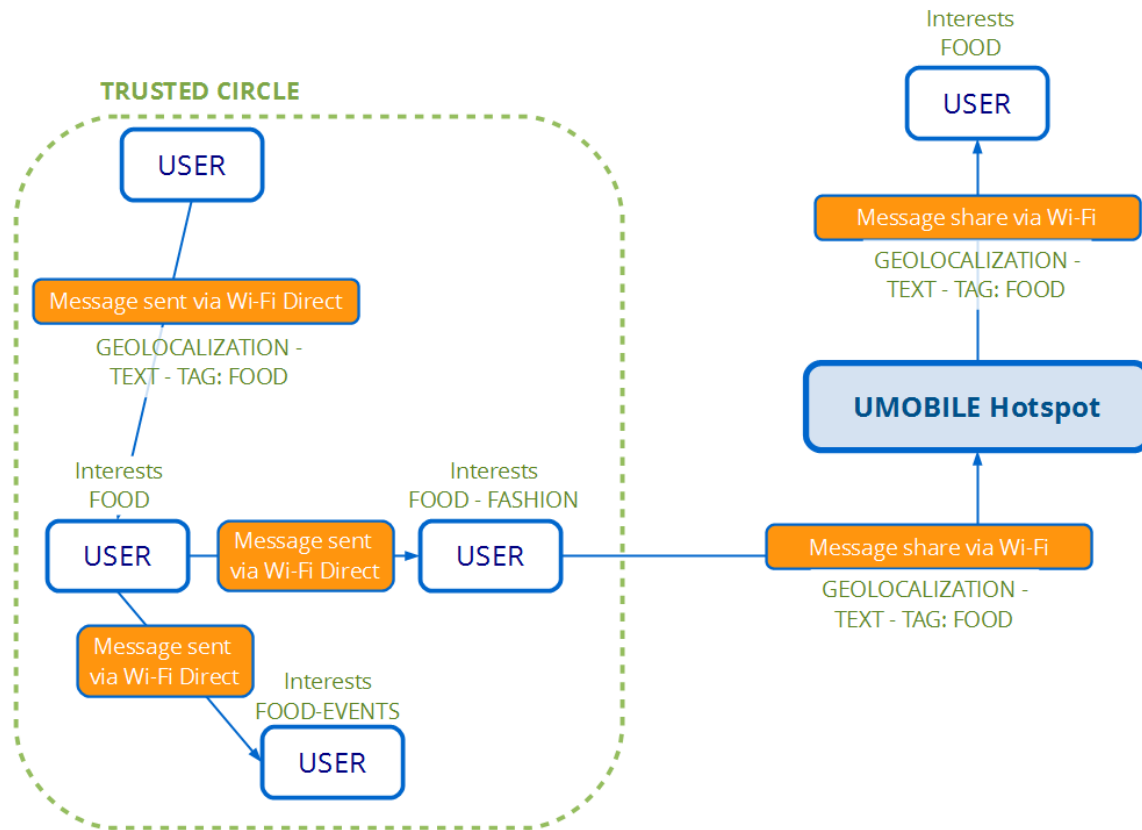 TRUSTED CIRCLE
USER
Message sent via Wi-Fi Direct
GEOLOCALIZATION -
TEXT - TAG: FOOD
Interests
FOOD
USER
Message sent
via Wi-Fi Direct
Interests
FOOD - FASHION
USER
Message sent
via Wi-Fi Direct
Interests
FOOD-EVENTS
USER
Message share via Wi-Fi
GEOLOCALIZATION -
TEXT - TAG: FOOD
UMOBILE Hotspot
Message share via Wi-Fi
GEOLOCALIZATION -
TEXT - TAG: FOOD
Interests
FOOD
USER